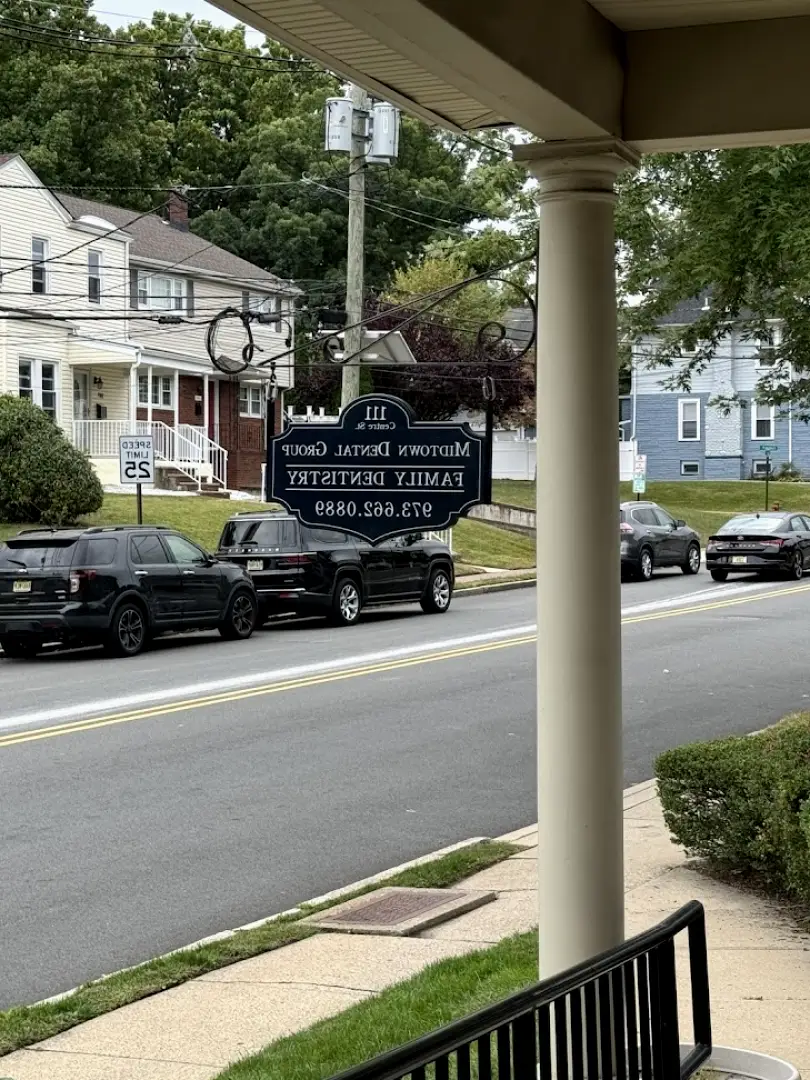 SPEED
LIMIT
25
111
Centre St.
MIDTOWN DENTAL GROUP
FAMILY DENTISTRY
973.662.0889